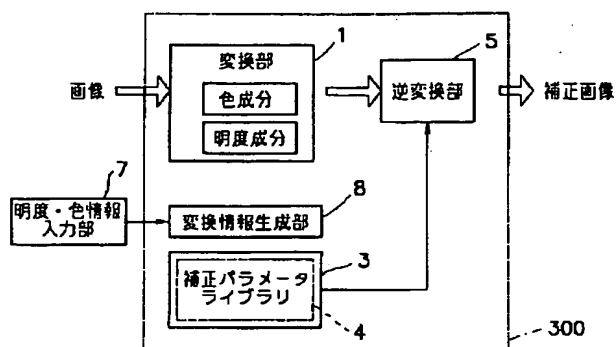 1
変換部
色成分
明度成分
5
逆変換部
画像
補正画像
7
明度・色情報
入力部
8
変換情報生成部
3
補正パラメータ
ライブラリ
4
300